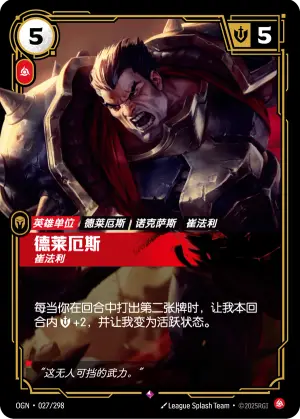 5
5
英雄单位 德莱厄斯 | 诺克萨斯 崔法利
德莱厄斯
崔法利
每当你在回合中打出第二张牌时，让我本回
合内 +2，并让我变为活跃状态。
“这无人可挡的武力。”
OGN • 027/298
League Splash Team • ©2025RGI